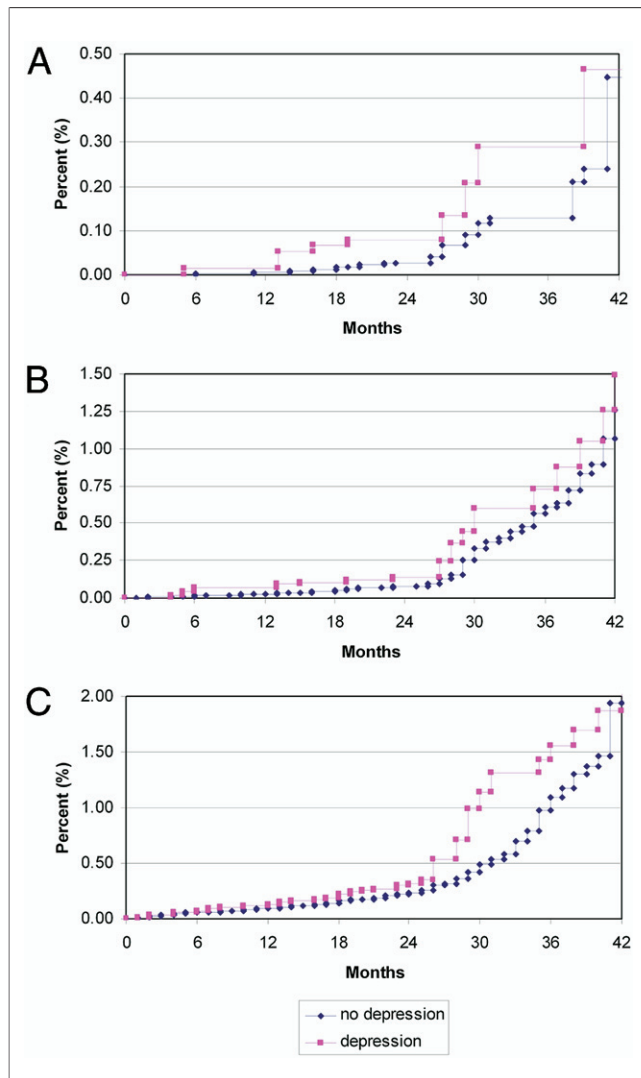 A
Percent (%)
0.50
0.40
0.30
0.20
0.10
0.00
0 6 12 18 24 30 36 42
Months
B
Percent (%)
1.50
1.25
1.00
0.75
0.50
0.25
0.00
0 6 12 18 24 30 36 42
Months
C
Percent (%)
2.00
1.50
1.00
0.50
0.00
0 6 12 18 24 30 36 42
Months
no depression
depression